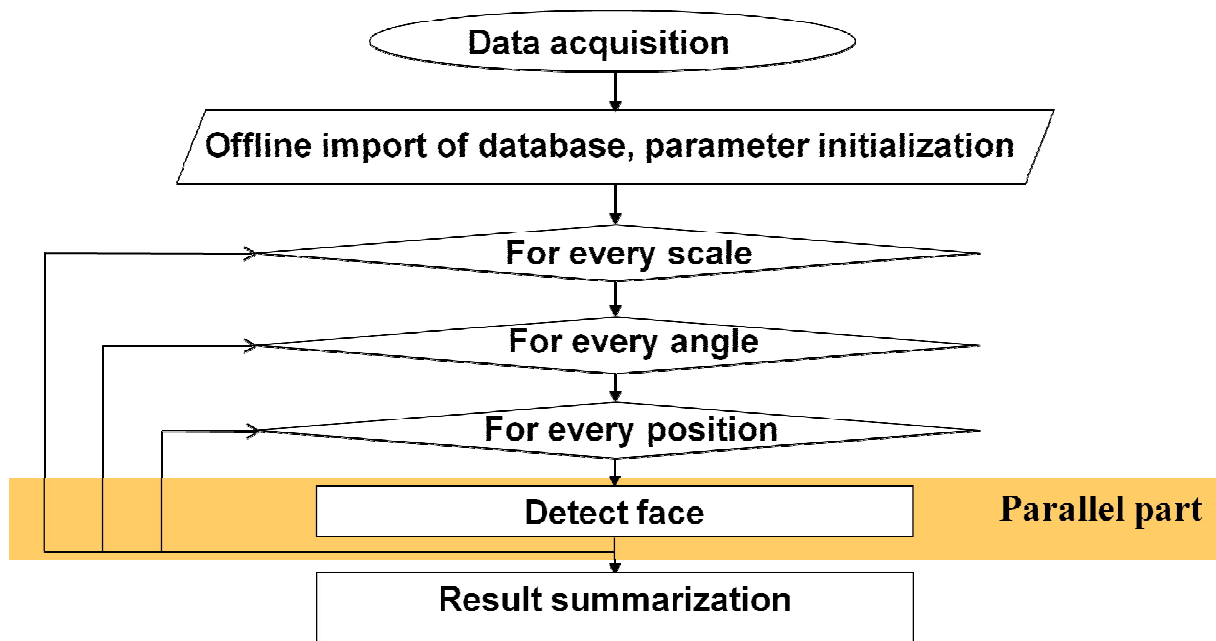 Data acquisition
Offline import of database, parameter initialization
For every scale
For every angle
For every position
Detect face
Parallel part
Result summarization